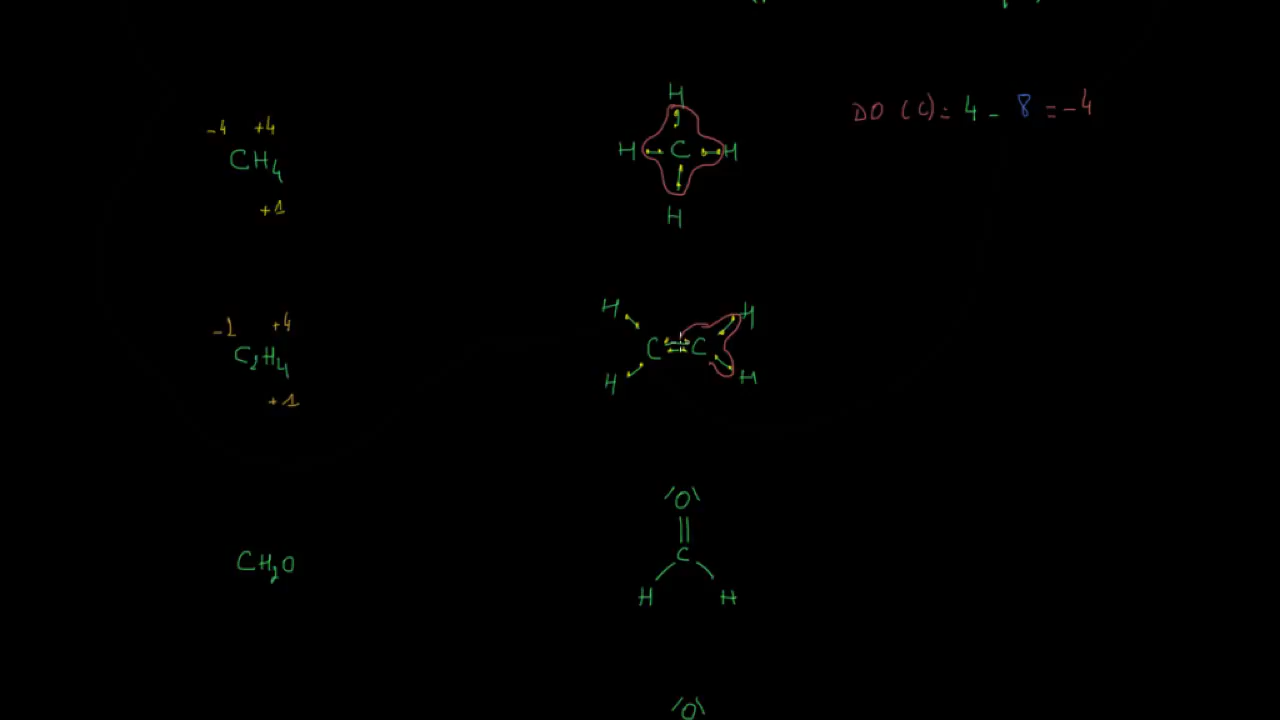 H
DO (C) = 4 - 8 = -4
-4 +4
CH₄
+1
H C H
H
-2 +4
C₂H₄
+1
H H
C = C
H H
/O\
||
C
CH₂O
H H
/O\